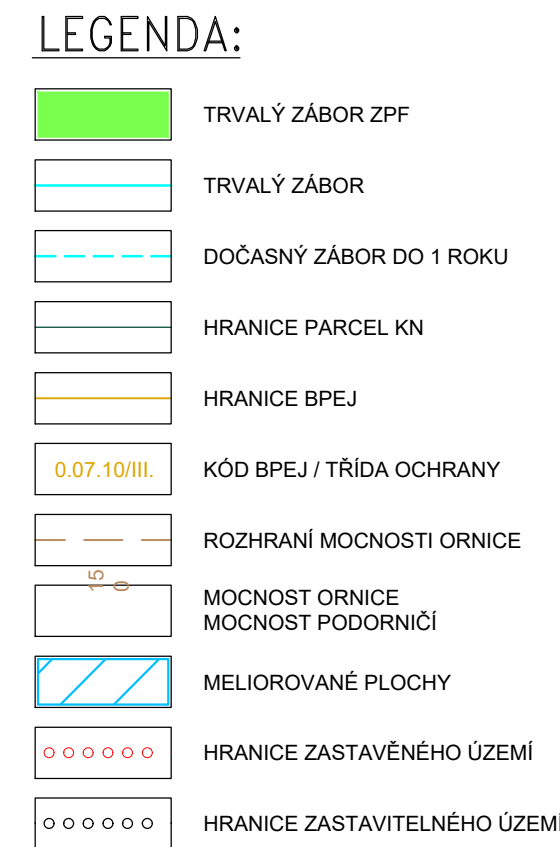 LEGENDA:
TRVALÝ ZÁBOR ZPF
TRVALÝ ZÁBOR
DOČASNÝ ZÁBOR DO 1 ROKU
HRANICE PARCEL KN
HRANICE BPEJ
0.07.10/III. KÓD BPEJ / TŘÍDA OCHRANY
ROZHRANÍ MOCNOSTI ORNICE
15
0
MOCNOST ORNICE
MOCNOST PODORNIČÍ
MELIOROVANÉ PLOCHY
HRANICE ZASTAVĚNÉHO ÚZEMÍ
HRANICE ZASTAVITELNÉHO ÚZEMÍ